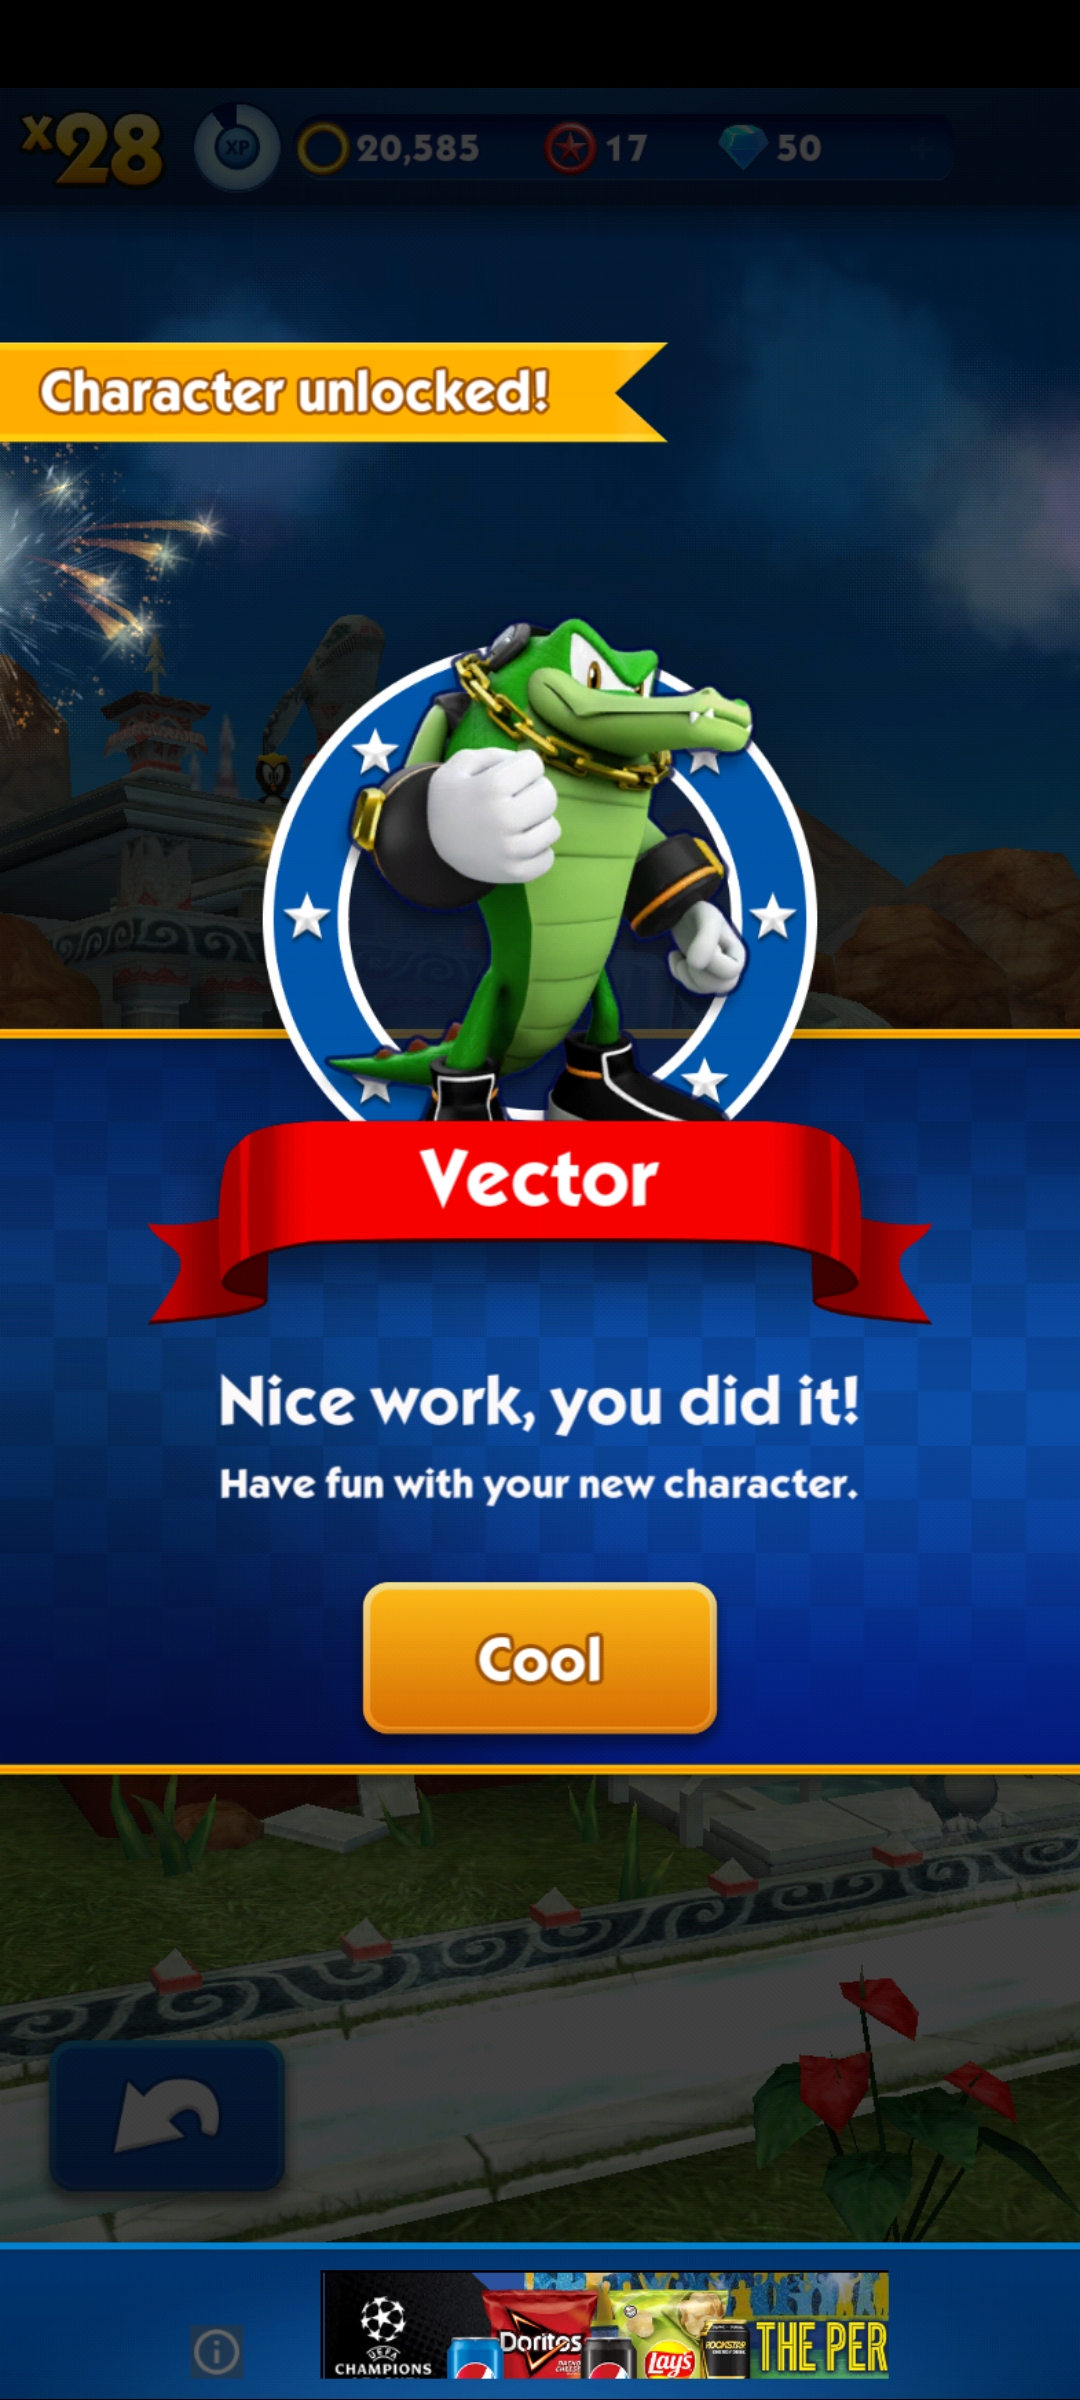 x28
XP
20,585
17
50
Character unlocked!
Vector
Nice work, you did it!
Have fun with your new character.
Cool
UEFA
CHAMPIONS
Doritos
Lay's
ROCKSTAR
THE PER